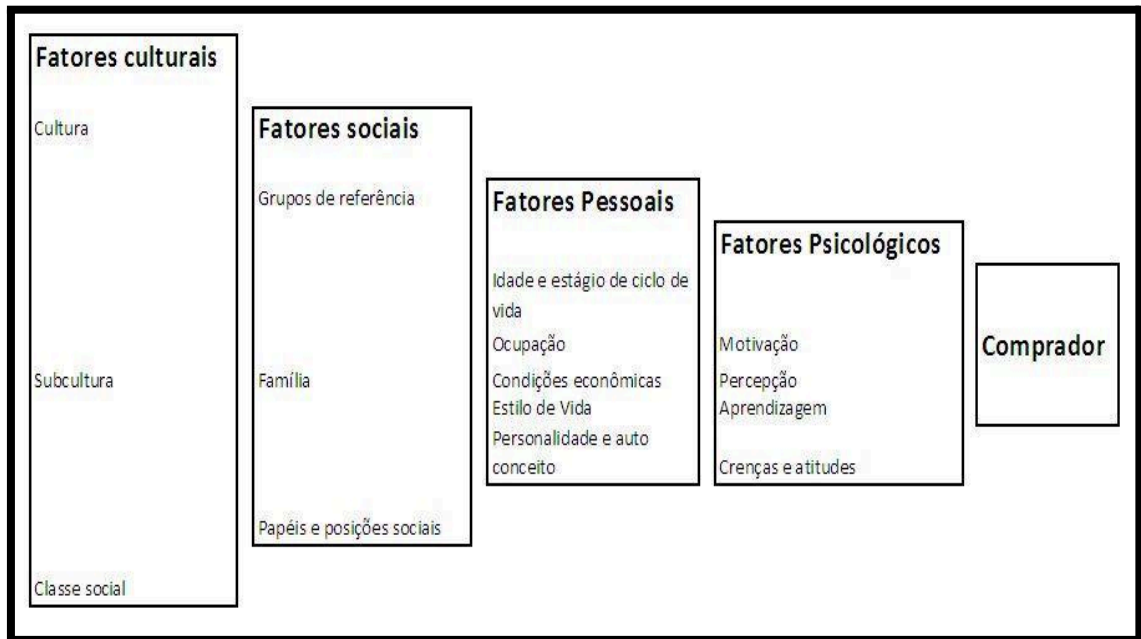 Fatores culturais
Cultura
Subcultura
Classe social
Fatores sociais
Grupos de referência
Família
Papéis e posições sociais
Fatores Pessoais
Idade e estágio de ciclo de
vida
Ocupação
Condições econômicas
Estilo de Vida
Personalidade e auto
conceito
Fatores Psicológicos
Motivação
Percepção
Aprendizagem
Crenças e atitudes
Comprador